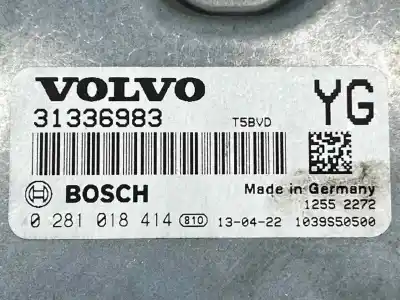 VOLVO
YG
31336983 T5BVD
BOSCH
Made in Germany
1255 2272
0 281 018 414 810 13-04-22 1039S50500